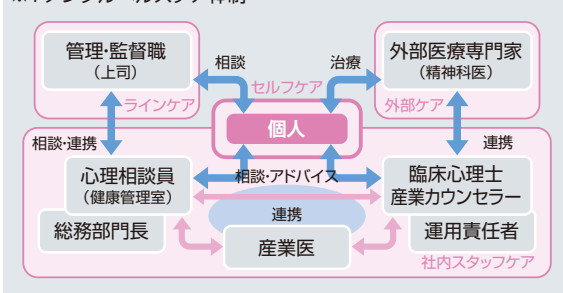 管理・監督職
(上司)
ラインケア
相談
治療
セルフケア
個人
外部医療専門家
(精神科医)
外部ケア
相談・連携
連携
心理相談員
(健康管理室)
総務部門長
相談・アドバイス
連携
産業医
臨床心理士
産業カウンセラー
運用責任者
社内スタッフケア